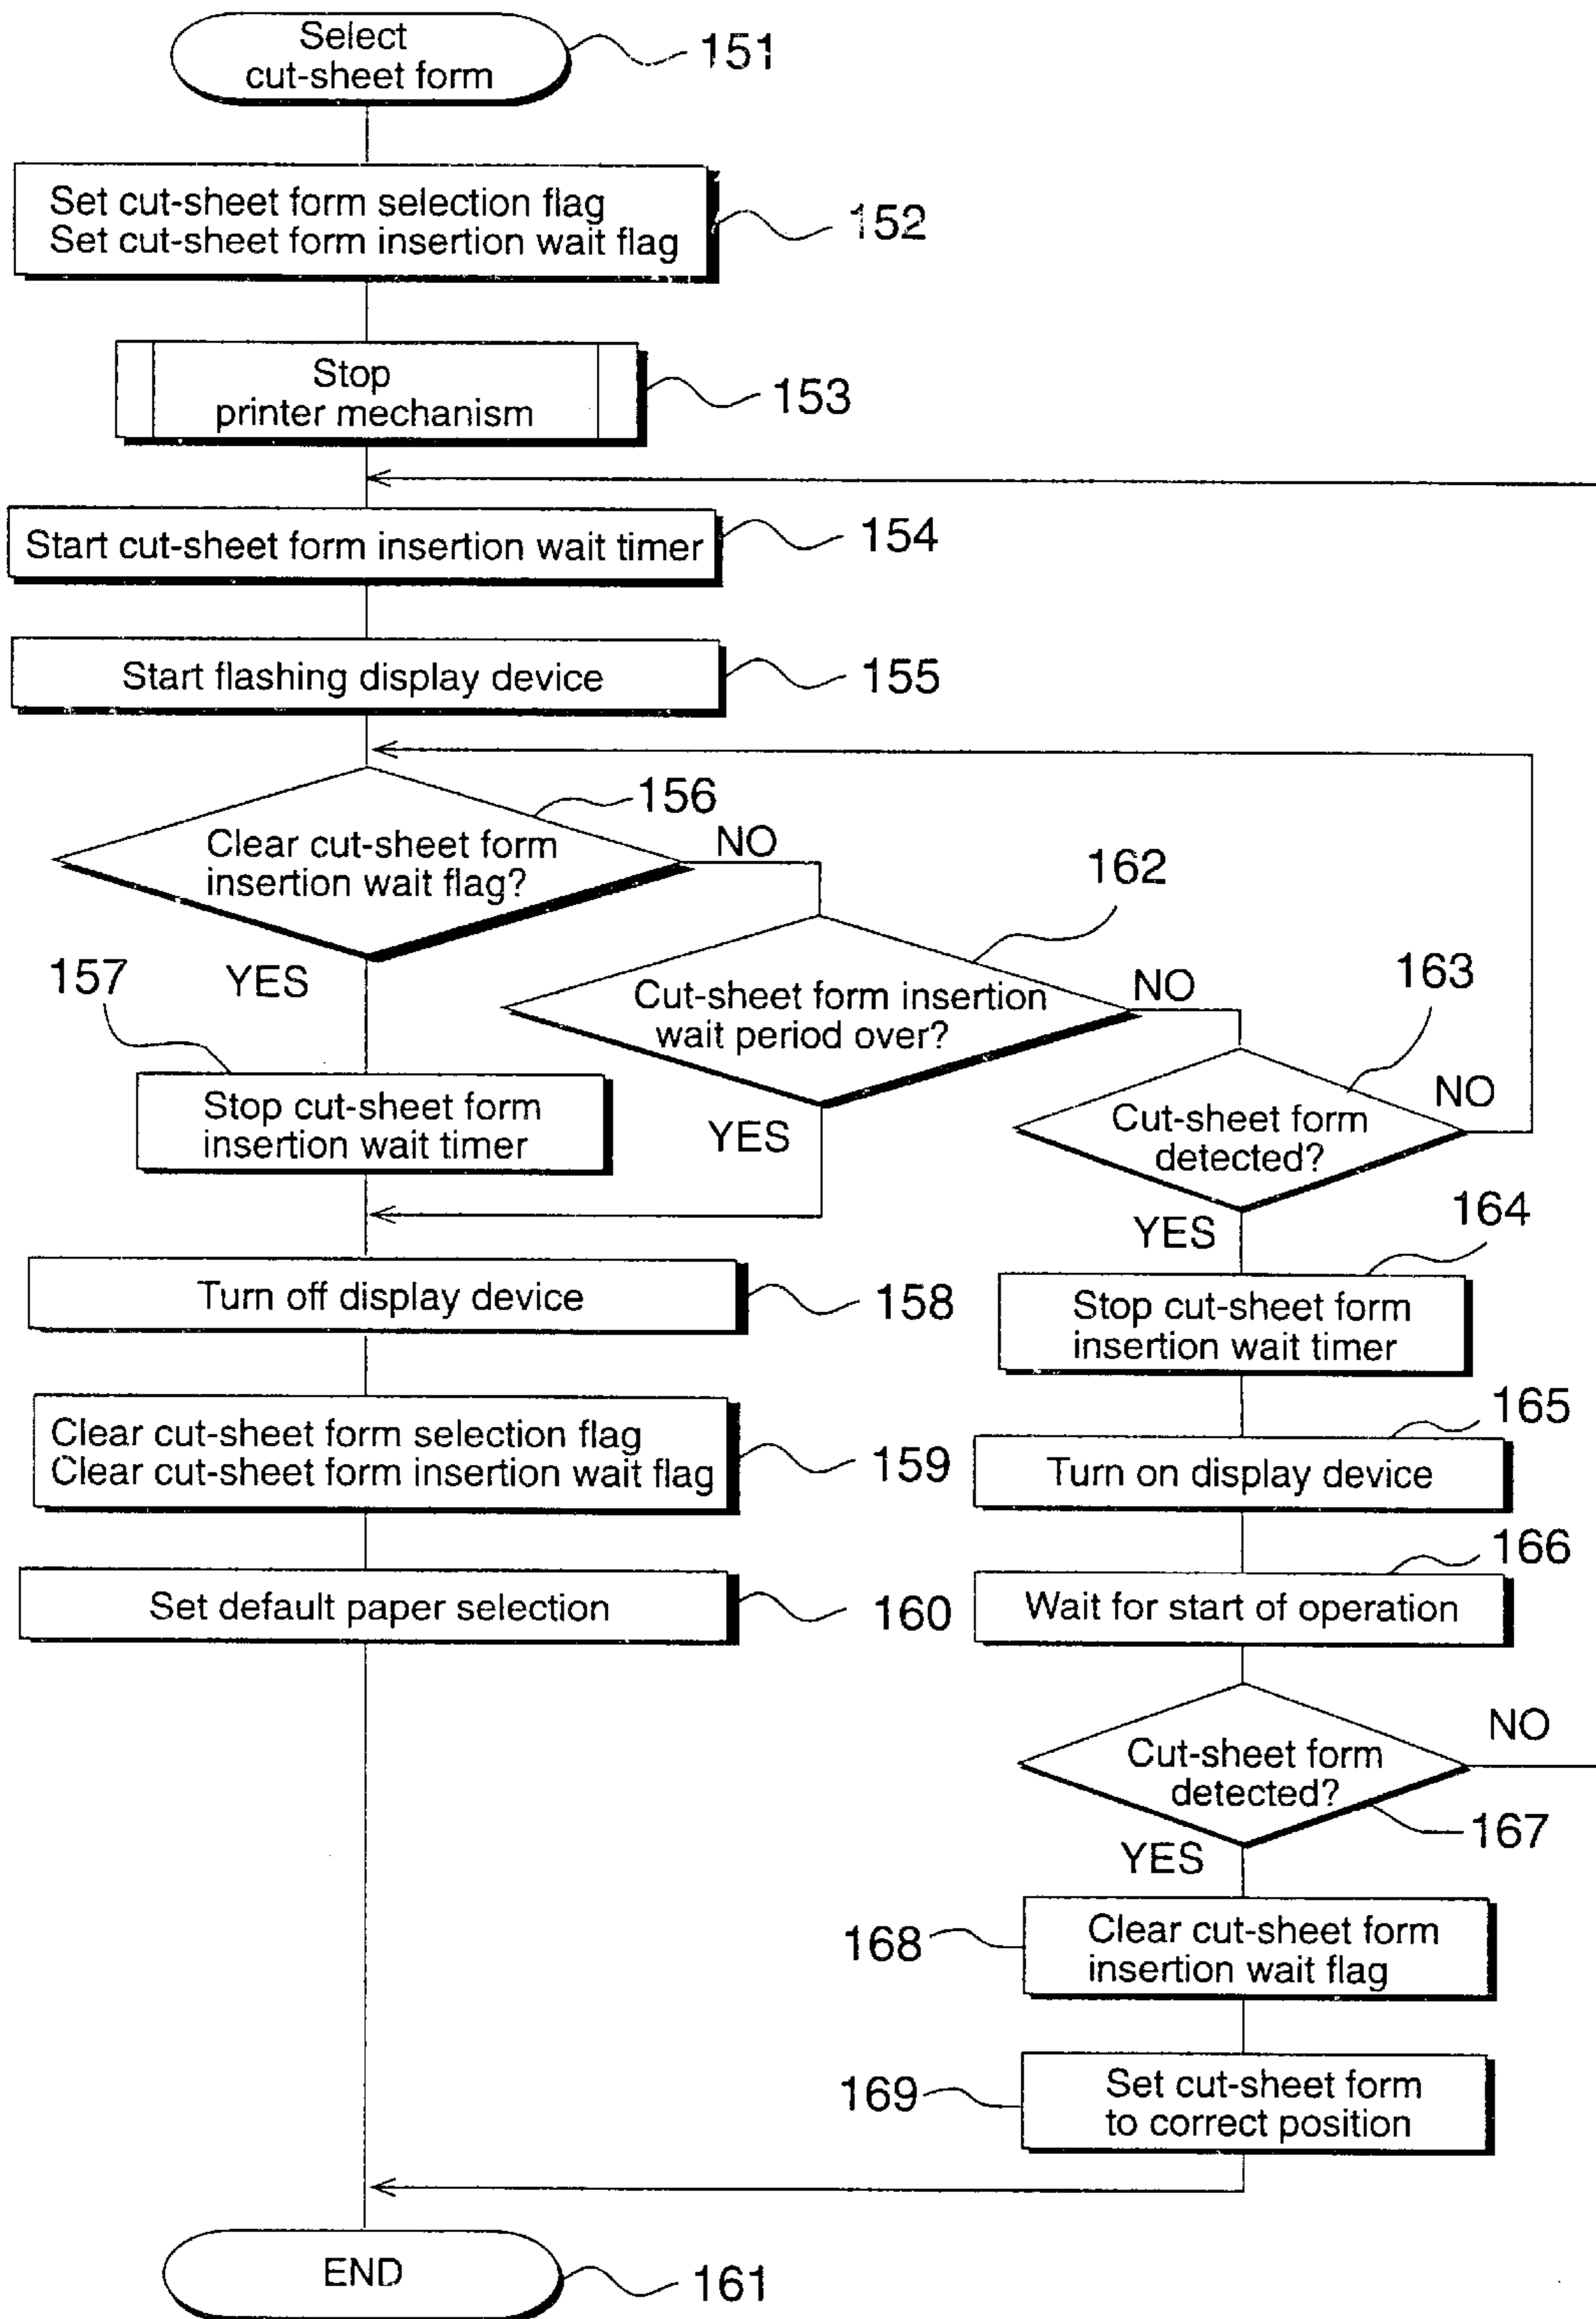 Select
cut-sheet form
151
Set cut-sheet form selection flag
Set cut-sheet form insertion wait flag
152
Stop
printer mechanism
153
Start cut-sheet form insertion wait timer
154
Start flashing display device
155
156
Clear cut-sheet form
insertion wait flag?
NO
YES
162
Cut-sheet form insertion
wait period over?
NO
YES
163
Cut-sheet form
detected?
NO
YES
157
Stop cut-sheet form
insertion wait timer
Turn off display device
158
Clear cut-sheet form selection flag
Clear cut-sheet form insertion wait flag
159
Set default paper selection
160
164
Stop cut-sheet form
insertion wait timer
165
Turn on display device
166
Wait for start of operation
Cut-sheet form
detected?
NO
167
YES
168
Clear cut-sheet form
insertion wait flag
169
Set cut-sheet form
to correct position
END
161